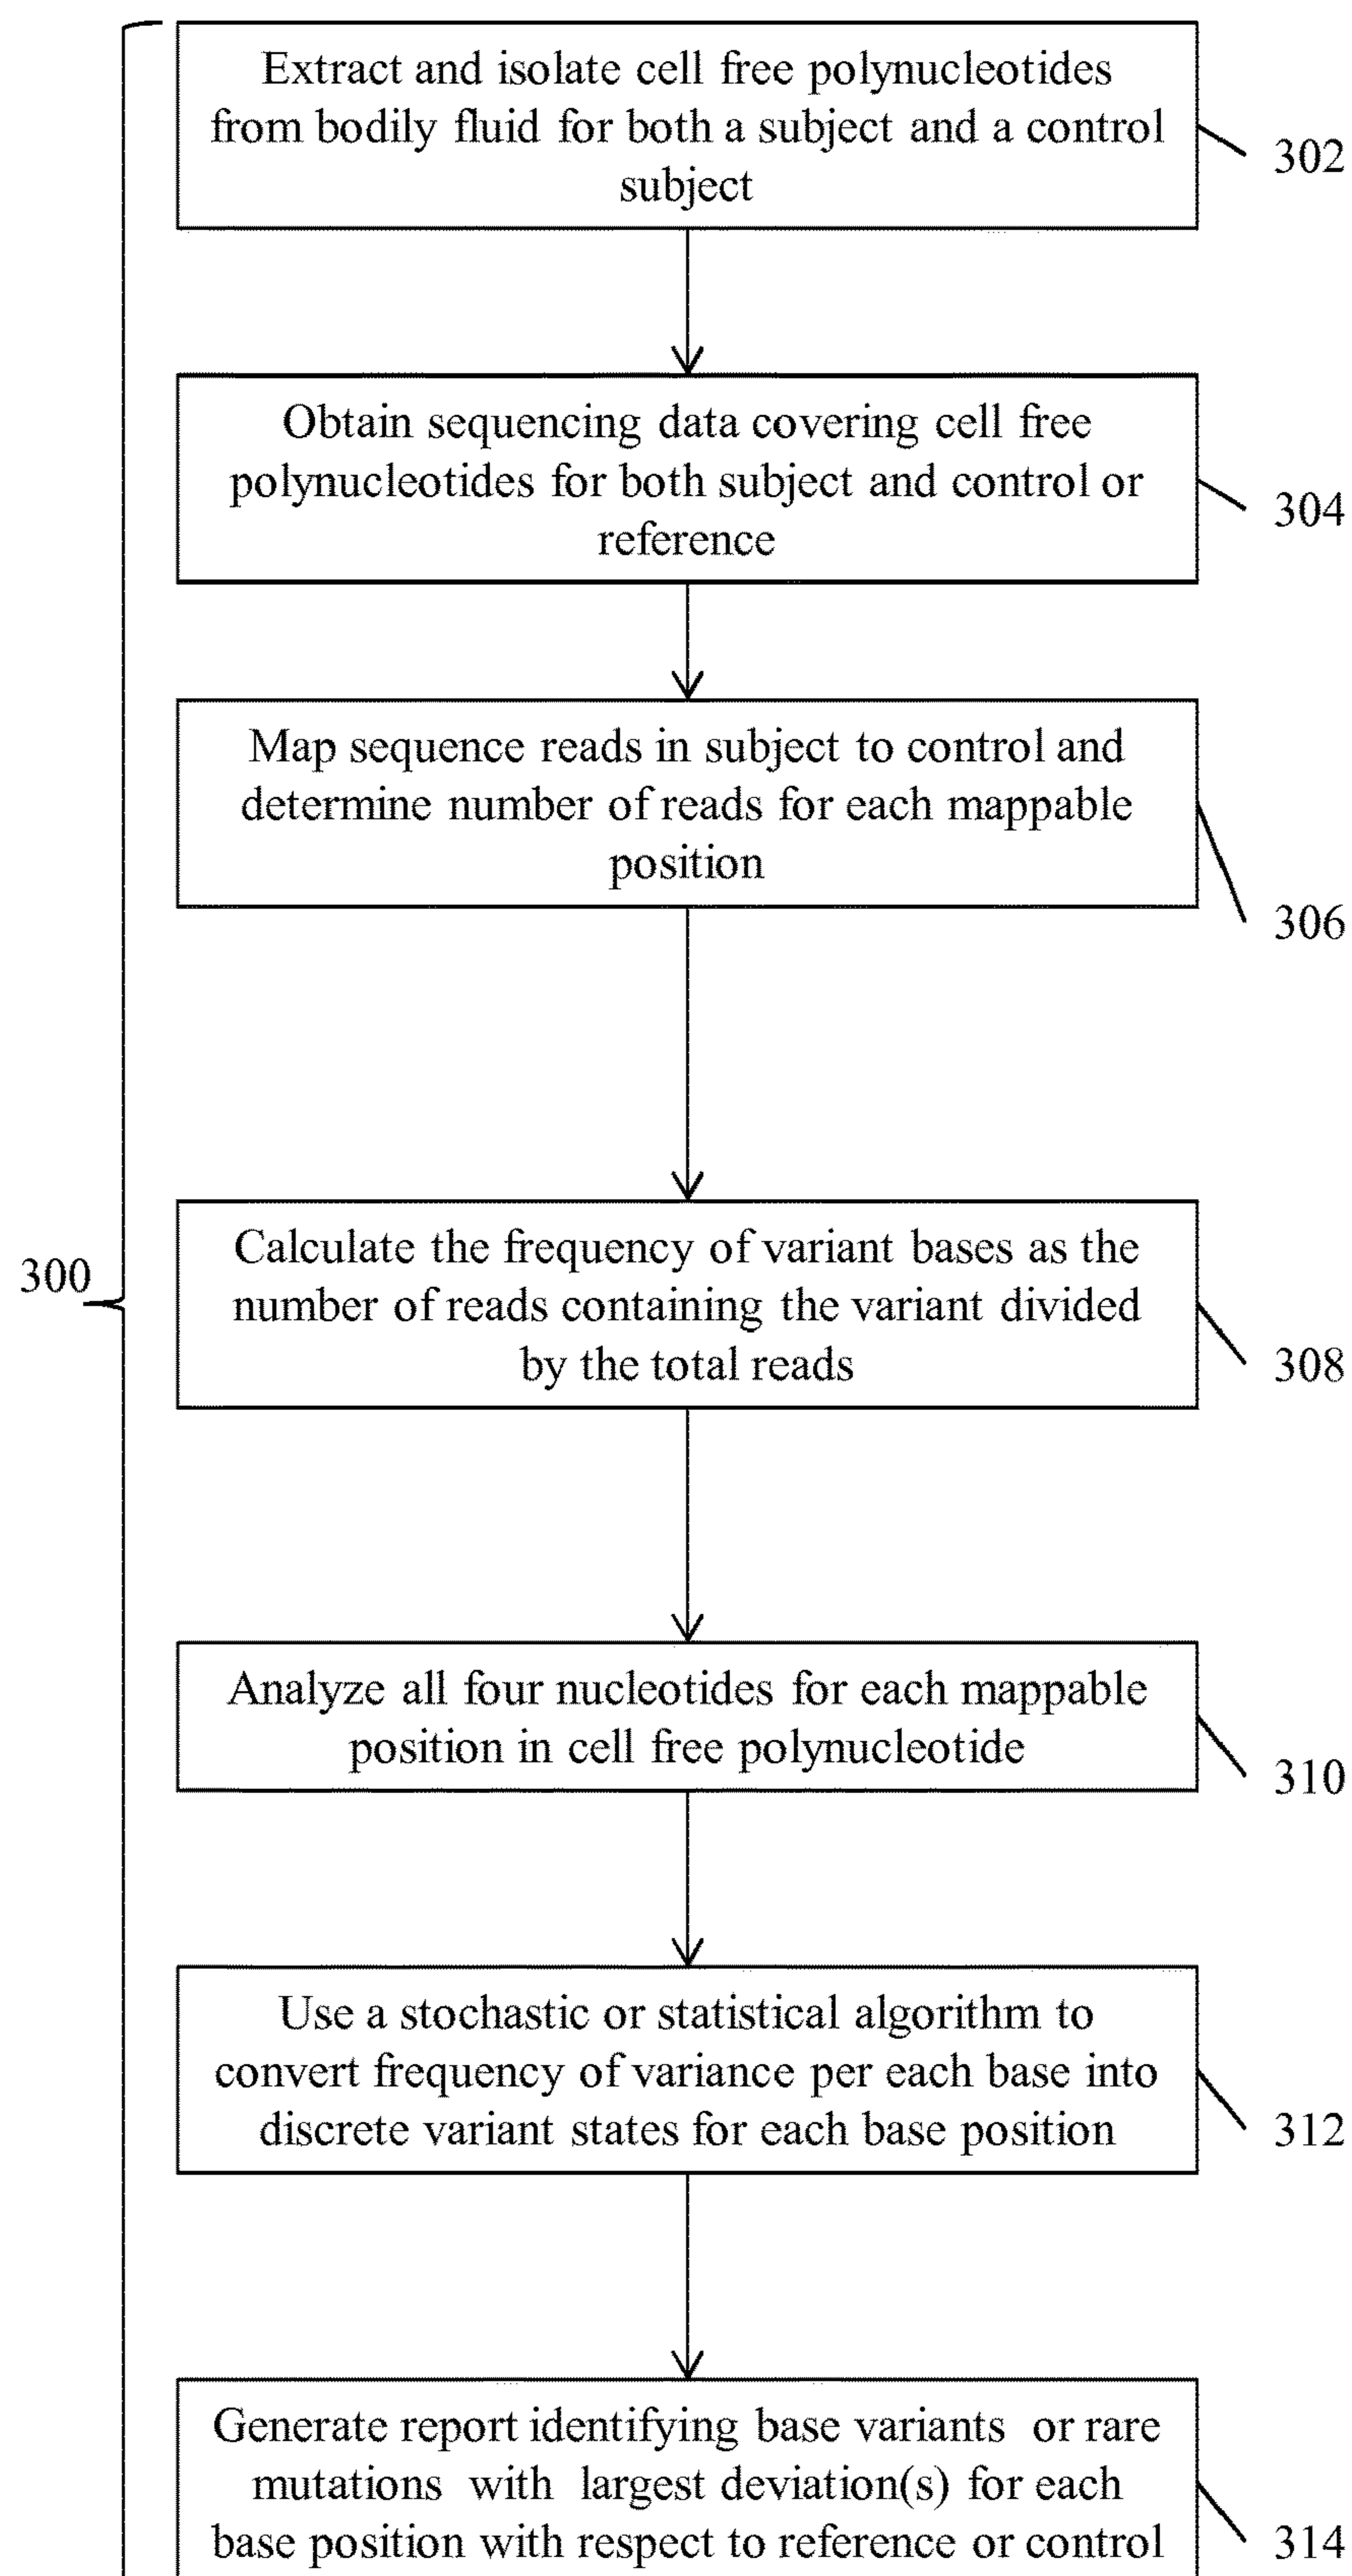 Extract and isolate cell free polynucleotides
from bodily fluid for both a subject and a control
subject
302
Obtain sequencing data covering cell free
polynucleotides for both subject and control or
reference
304
Map sequence reads in subject to control and
determine number of reads for each mappable
position
306
300
Calculate the frequency of variant bases as the
number of reads containing the variant divided
by the total reads
308
Analyze all four nucleotides for each mappable
position in cell free polynucleotide
310
Use a stochastic or statistical algorithm to
convert frequency of variance per each base into
discrete variant states for each base position
312
Generate report identifying base variants or rare
mutations with largest deviation(s) for each
base position with respect to reference or control
314